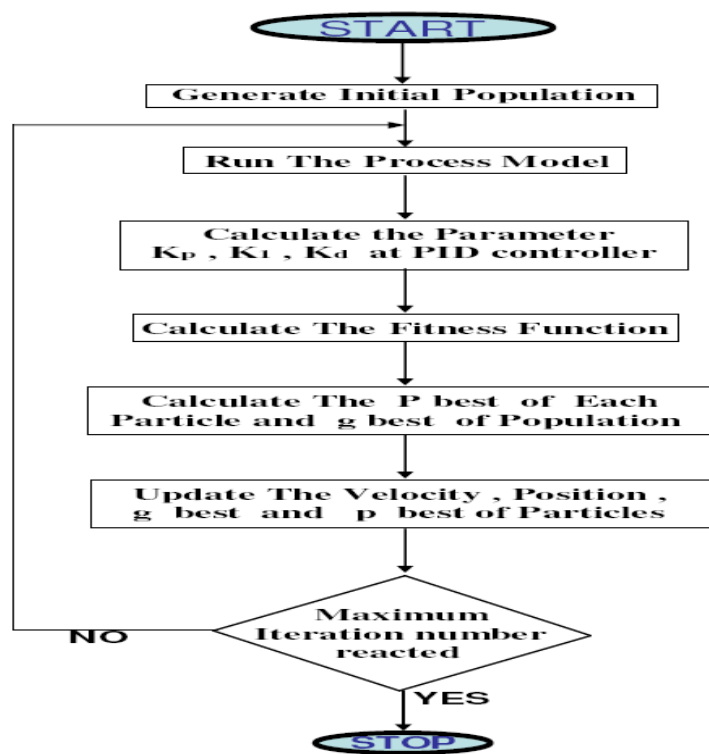 START
Generate Initial Population
Run The Process Model
Calculate the Parameter
Kp , K1 , Kd at PID controller
Calculate The Fitness Function
Calculate The P best of Each
Particle and g best of Population
Update The Velocity , Position ,
g best and p best of Particles
Maximum
Iteration number
reacted
NO
YES
STOP